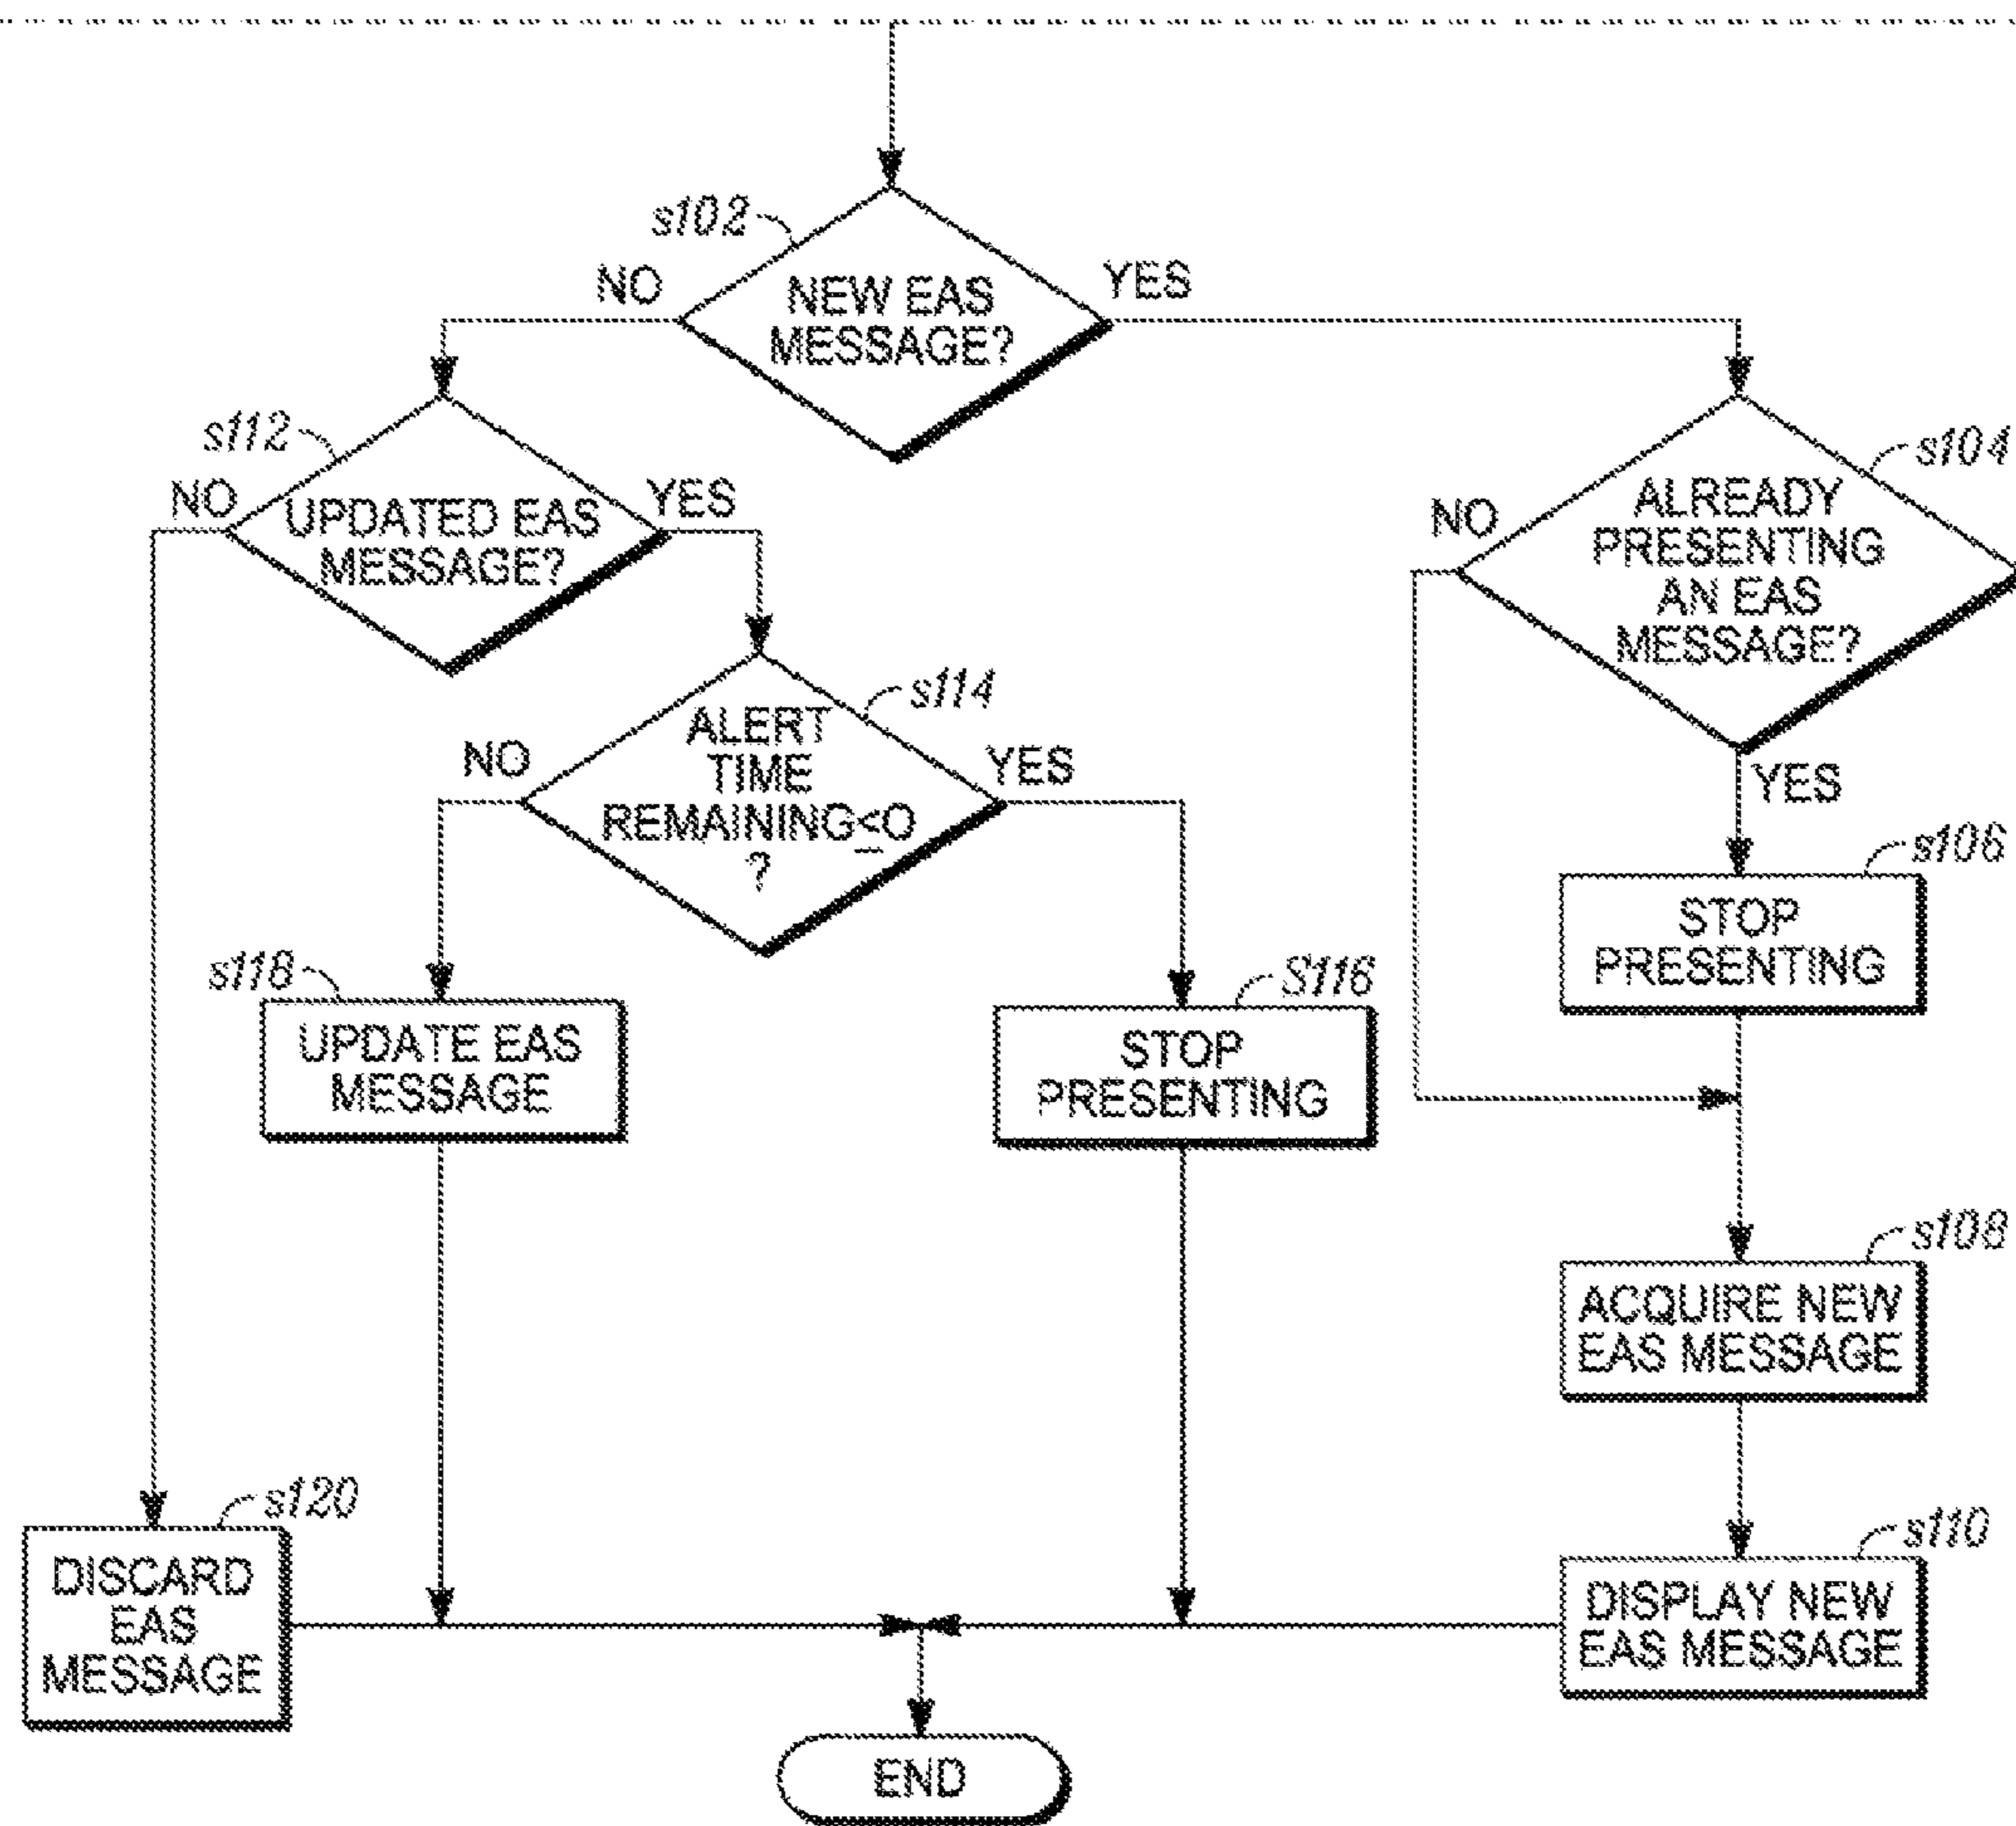 s102
NO
YES
NEW EAS
MESSAGE?
s112
NO
YES
UPDATED EAS
MESSAGE?
s104
NO
ALREADY
PRESENTING
AN EAS
MESSAGE?
YES
s114
NO
YES
ALERT
TIME
REMAINING≤O
?
s106
STOP
PRESENTING
s118
UPDATE EAS
MESSAGE
S116
STOP
PRESENTING
s108
ACQUIRE NEW
EAS MESSAGE
s120
DISCARD
EAS
MESSAGE
s110
DISPLAY NEW
EAS MESSAGE
END